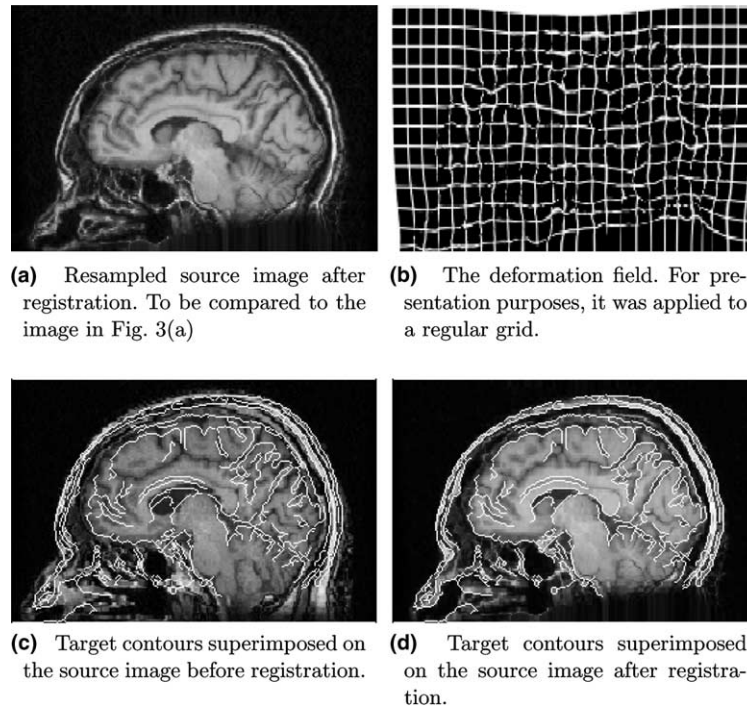 (a) Resampled source image after
registration. To be compared to the
image in Fig. 3(a)
(b) The deformation field. For pre-
sentation purposes, it was applied to
a regular grid.
(c) Target contours superimposed on
the source image before registration.
(d) Target contours superimposed
on the source image after registra-
tion.